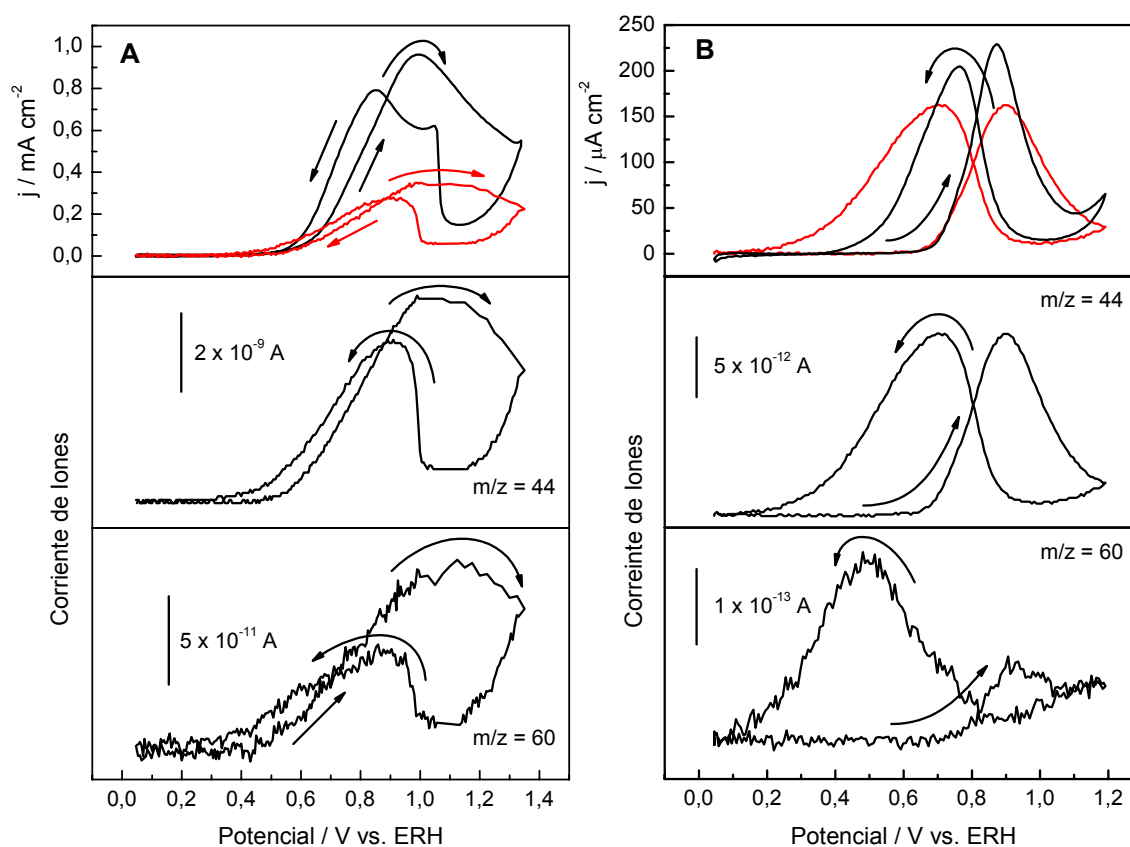 A
j / mA cm⁻²
1,0
0,8
0,6
0,4
0,2
0,0
2 x 10⁻⁹ A
m/z = 44
5 x 10⁻¹¹ A
m/z = 60
Corriente de Iones
0,0 0,2 0,4 0,6 0,8 1,0 1,2 1,4
Potencial / V vs. ERH
B
j / μA cm⁻²
250
200
150
100
50
0
m/z = 44
5 x 10⁻¹² A
m/z = 60
1 x 10⁻¹³ A
Correinte de Iones
0,0 0,2 0,4 0,6 0,8 1,0 1,2
Potencial / V vs. ERH